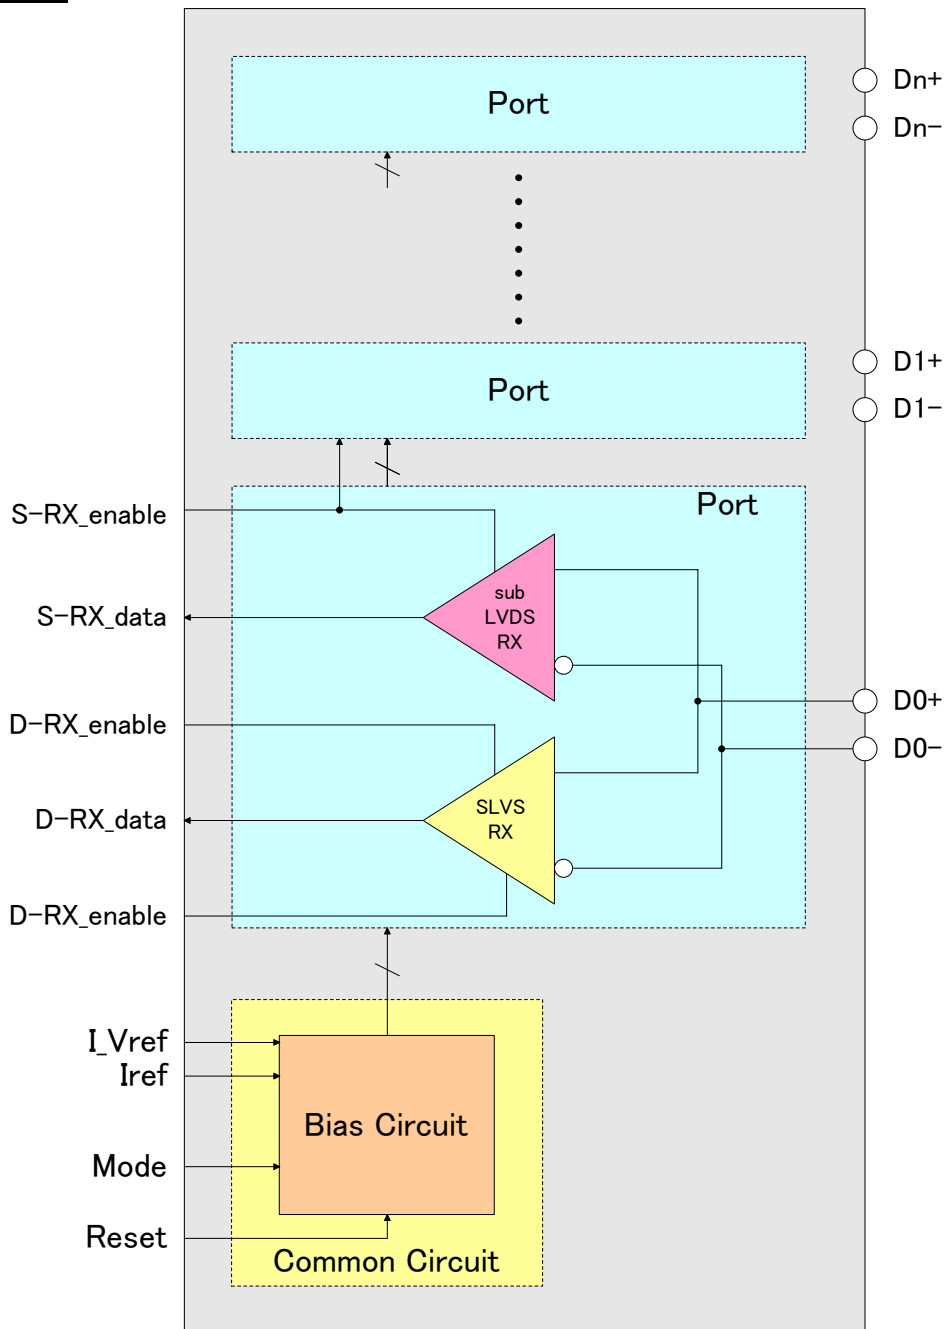 Port
Dn+
Dn-
Port
D1+
D1-
Port
S-RX_enable
sub
LVDS
RX
S-RX_data
D0+
D-RX_enable
D0-
SLVS
RX
D-RX_data
D-RX_enable
I_Vref
Iref
Bias Circuit
Mode
Reset
Common Circuit